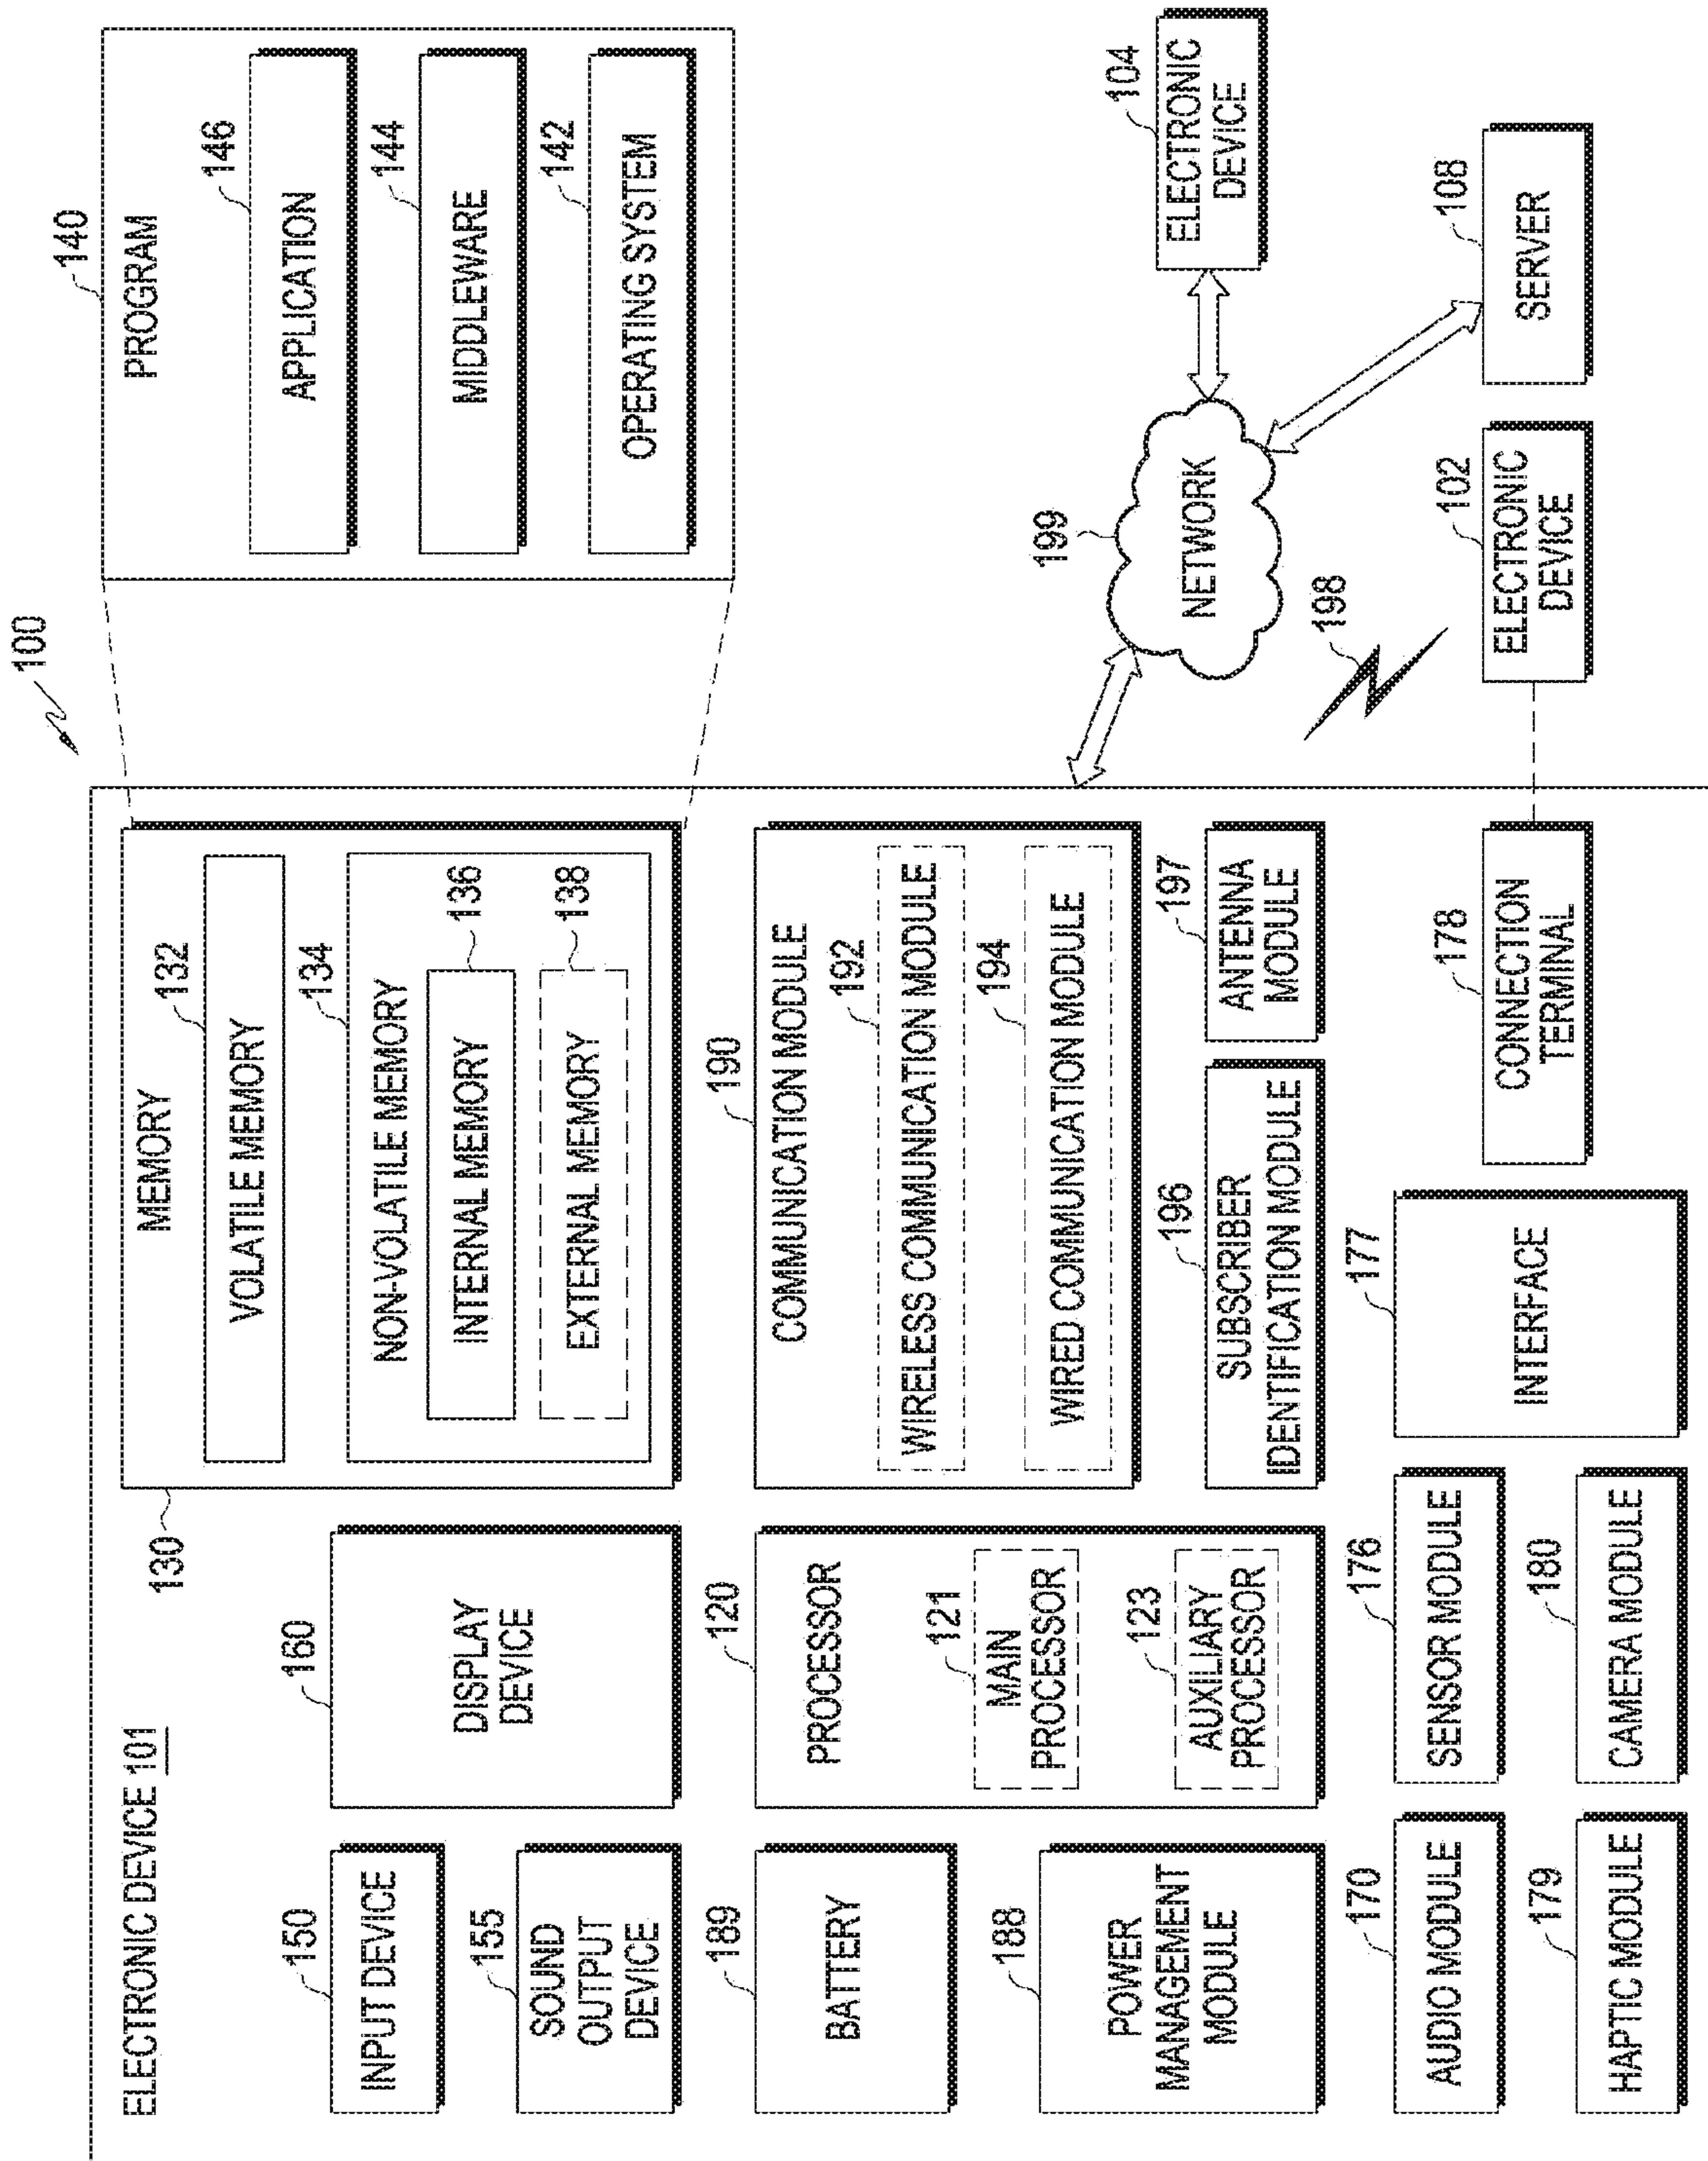 100
ELECTRONIC DEVICE 101
150
INPUT DEVICE
155
SOUND
OUTPUT
DEVICE
160
DISPLAY
DEVICE
130
MEMORY
132
VOLATILE MEMORY
134
NON-VOLATILE MEMORY
136
INTERNAL MEMORY
138
EXTERNAL MEMORY
140
PROGRAM
146
APPLICATION
144
MIDDLEWARE
142
OPERATING SYSTEM
189
BATTERY
188
POWER
MANAGEMENT
MODULE
120
PROCESSOR
121
MAIN
PROCESSOR
123
AUXILIARY
PROCESSOR
190
COMMUNICATION MODULE
192
WIRELESS COMMUNICATION MODULE
194
WIRED COMMUNICATION MODULE
196
SUBSCRIBER
IDENTIFICATION MODULE
197
ANTENNA
MODULE
199
NETWORK
104
ELECTRONIC
DEVICE
198
170
AUDIO MODULE
176
SENSOR MODULE
177
INTERFACE
178
CONNECTION
TERMINAL
102
ELECTRONIC
DEVICE
108
SERVER
179
HAPTIC MODULE
180
CAMERA MODULE